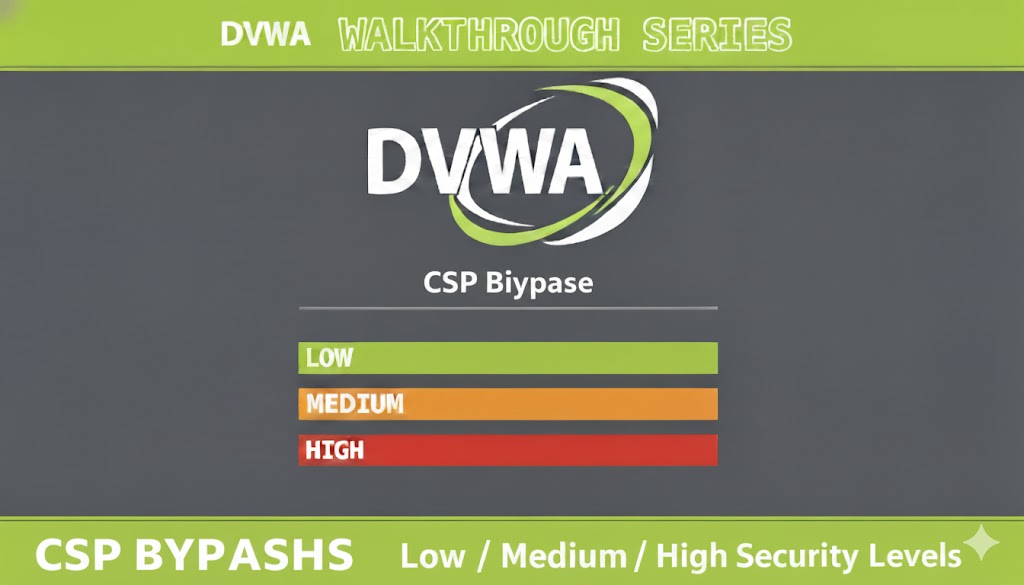 DVWA WALKTHROUGH SERIES
DVWA
CSP Biypase
LOW
MEDIUM
HIGH
CSP BYPASHS Low / Medium / High Security Levels